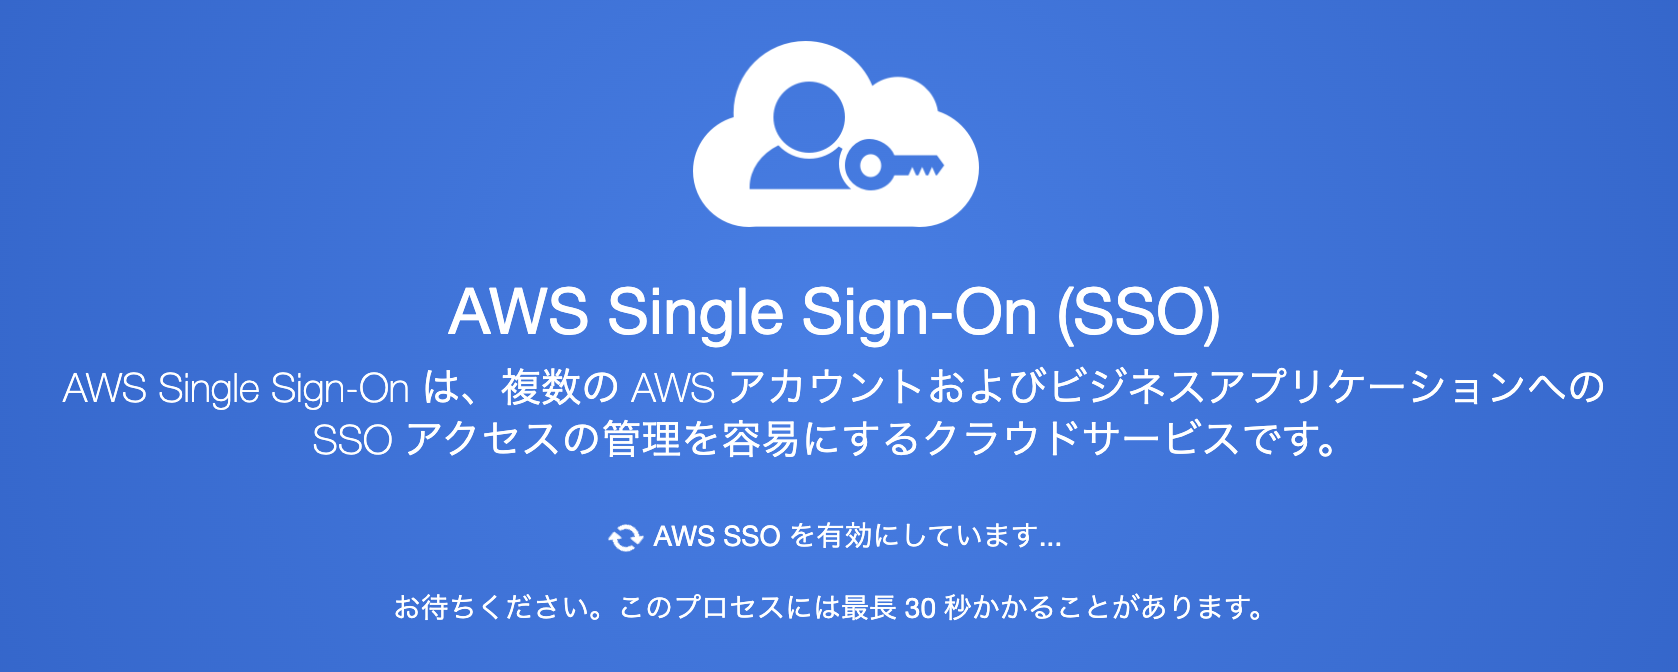 AWS Single Sign-On (SSO)
AWS Single Sign-On は、複数の AWS アカウントおよびビジネスアプリケーションへの
SSO アクセスの管理を容易にするクラウドサービスです。
AWS SSO を有効にしています...
お待ちください。このプロセスには最長 30 秒かかることがあります。